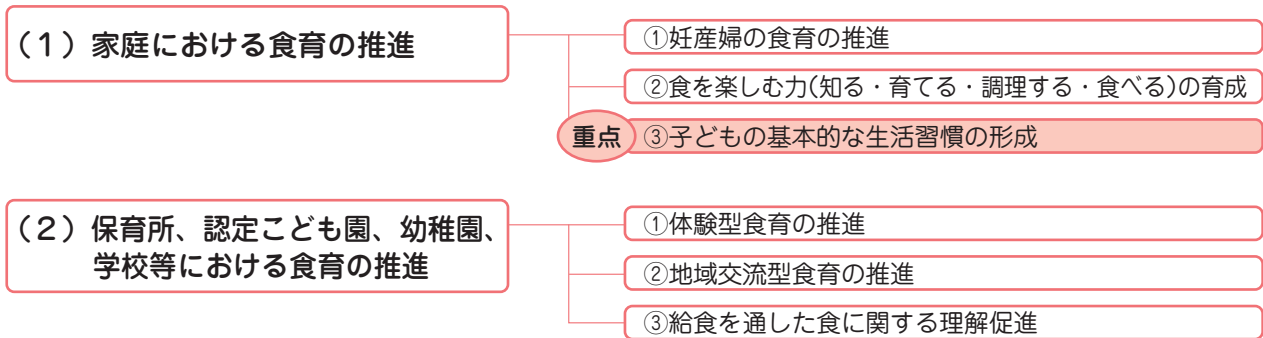 （1）家庭における食育の推進
①妊産婦の食育の推進
②食を楽しむ力(知る・育てる・調理する・食べる)の育成
重点 ③子どもの基本的な生活習慣の形成
（2）保育所、認定こども園、幼稚園、
学校等における食育の推進
①体験型食育の推進
②地域交流型食育の推進
③給食を通した食に関する理解促進